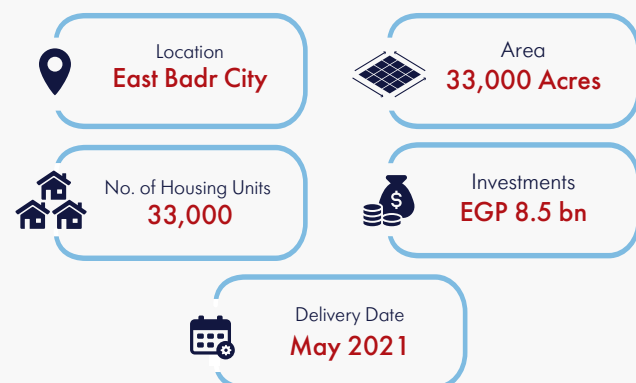 Location
East Badr City
Area
33,000 Acres
No. of Housing Units
33,000
Investments
EGP 8.5 bn
$
Delivery Date
May 2021